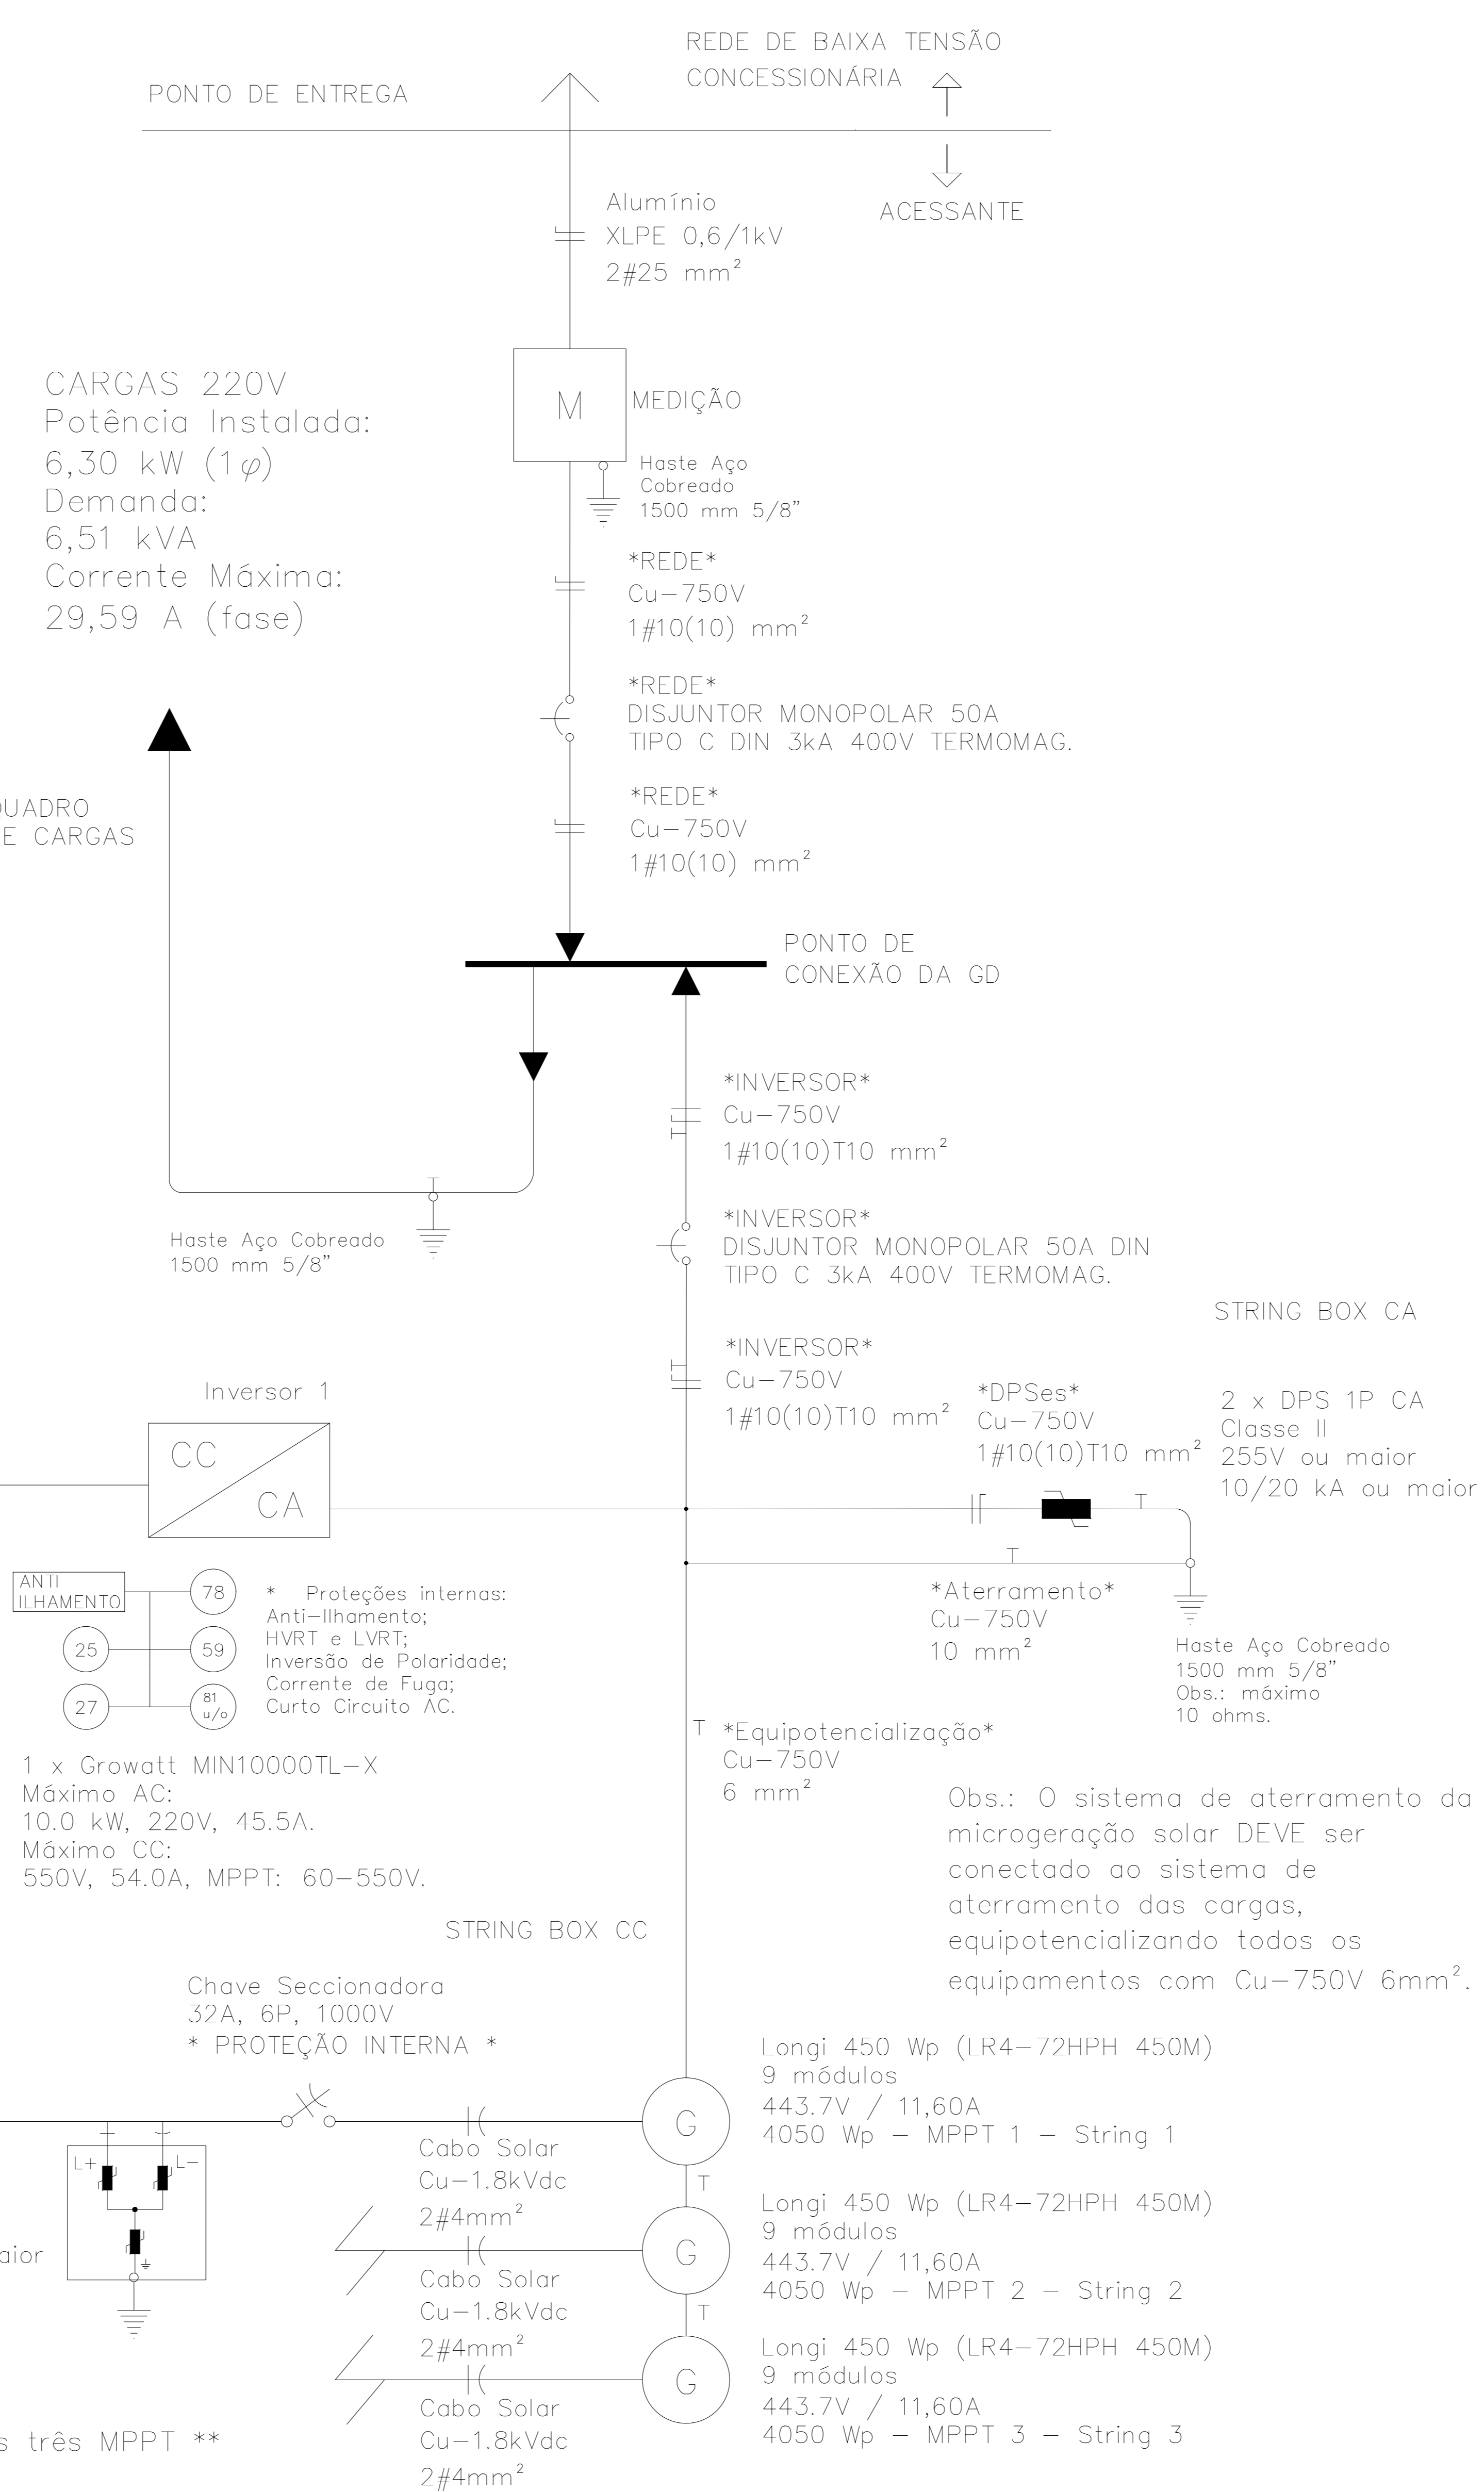 REDE DE BAIXA TENSÃO
CONCESSIONÁRIA
PONTO DE ENTREGA
ACESSANTE
Alumínio
XLPE 0,6/1kV
2#25 mm²
CARGAS 220V
Potência Instalada:
6,30 kW (1φ)
Demanda:
6,51 kVA
Corrente Máxima:
29,59 A (fase)
M
MEDIÇÃO
Haste Aço
Cobreado
1500 mm 5/8”
*REDE*
Cu-750V
1#10(10) mm²
*REDE*
DISJUNTOR MONOPOLAR 50A
TIPO C DIN 3kA 400V TERMOMAG.
*REDE*
Cu-750V
1#10(10) mm²
E CARGAS
PONTO DE
CONEXÃO DA GD
*INVERSOR*
Cu-750V
1#10(10)T10 mm²
Haste Aço Cobreado
1500 mm 5/8”
*INVERSOR*
DISJUNTOR MONOPOLAR 50A DIN
TIPO C 3kA 400V TERMOMAG.
STRING BOX CA
*INVERSOR*
Cu-750V
1#10(10)T10 mm²
*DPSes*
Cu-750V
1#10(10)T10 mm²
2 x DPS 1P CA
Classe II
255V ou maior
10/20 kA ou maior
Inversor 1
CC
CA
ANTI
ILHAMENTO
78
25
59
27
81
u/o
* Proteções internas:
Anti-Ilhamento;
HVRT e LVRT;
Inversão de Polaridade;
Corrente de Fuga;
Curto Circuito AC.
*Aterramento*
Cu-750V
10 mm²
Haste Aço Cobreado
1500 mm 5/8”
Obs.: máximo
10 ohms.
1 x Growatt MIN10000TL-X
Máximo AC:
10.0 kW, 220V, 45.5A.
Máximo CC:
550V, 54.0A, MPPT: 60-550V.
*Equipotencialização*
Cu-750V
6 mm²
Obs.: O sistema de aterramento da
microgeração solar DEVE ser
conectado ao sistema de
aterramento das cargas,
equipotencializando todos os
equipamentos com Cu-750V 6mm².
STRING BOX CC
Chave Seccionadora
32A, 6P, 1000V
* PROTEÇÃO INTERNA *
L+
L-
G
Cabo Solar
Cu-1.8kVdc
2#4mm²
Longi 450 Wp (LR4-72HPH 450M)
9 módulos
443.7V / 11,60A
4050 Wp - MPPT 1 - String 1
G
Cabo Solar
Cu-1.8kVdc
2#4mm²
Longi 450 Wp (LR4-72HPH 450M)
9 módulos
443.7V / 11,60A
4050 Wp - MPPT 2 - String 2
G
Cabo Solar
Cu-1.8kVdc
2#4mm²
Longi 450 Wp (LR4-72HPH 450M)
9 módulos
443.7V / 11,60A
4050 Wp - MPPT 3 - String 3
três MPPT **